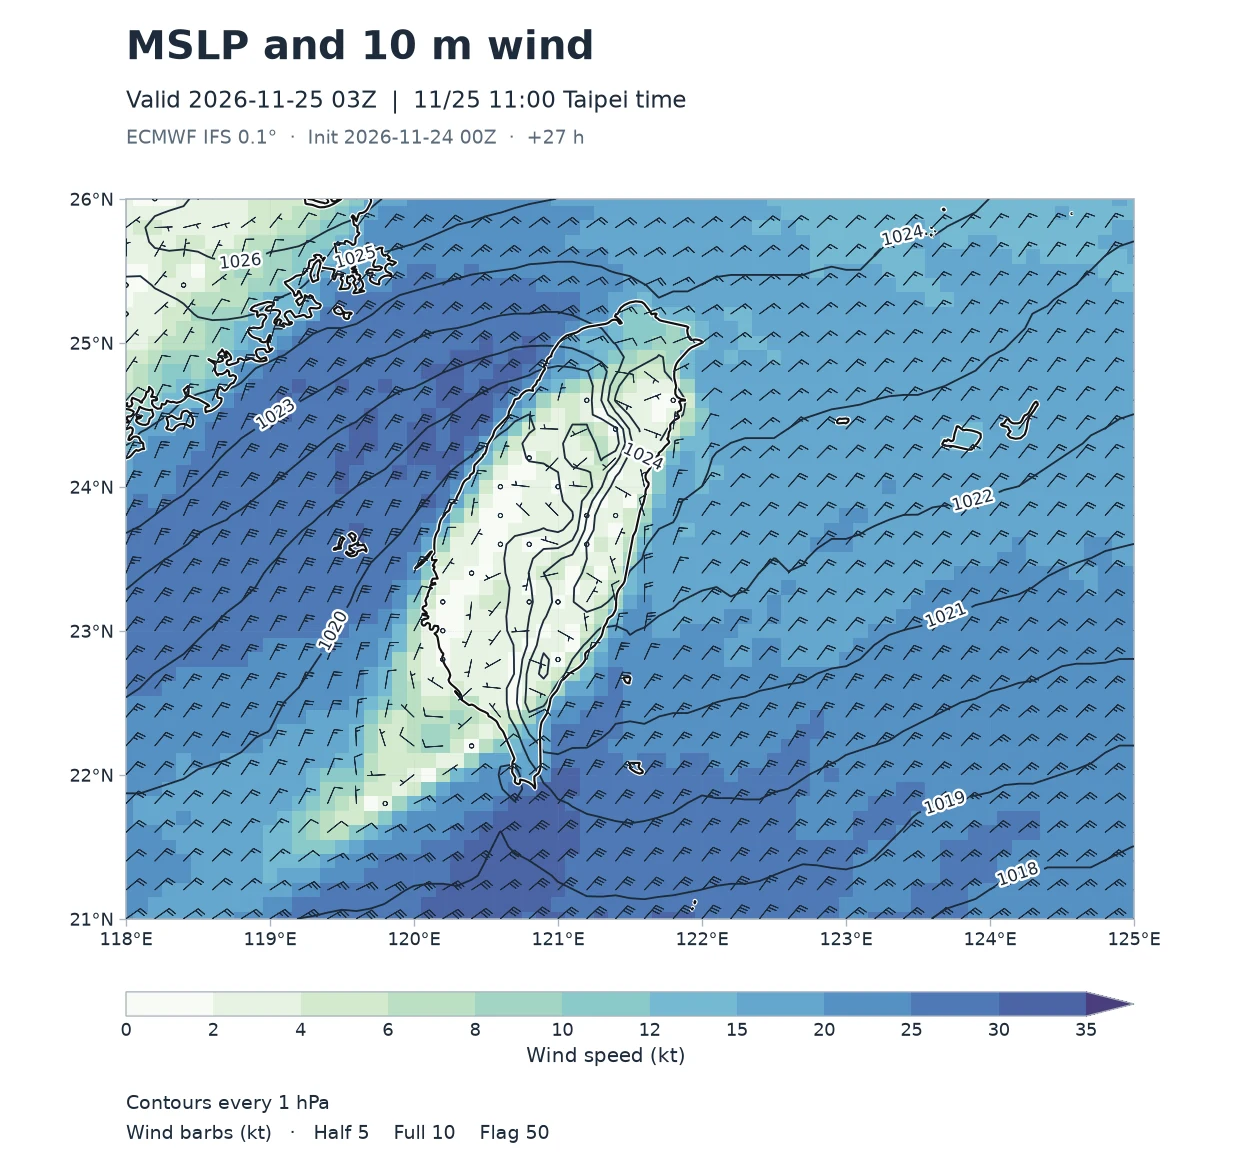 MSLP and 10 m wind
Valid 2026-11-25 03Z | 11/25 11:00 Taipei time
ECMWF IFS 0.1° · Init 2026-11-24 00Z · +27 h
26°N
25°N
24°N
23°N
22°N
21°N
1026
1025
1024
1023
1024
1022
1020
1021
1019
1018
118°E 119°E 120°E 121°E 122°E 123°E 124°E 125°E
0 2 4 6 8 10 12 15 20 25 30 35
Wind speed (kt)
Contours every 1 hPa
Wind barbs (kt) · Half 5 Full 10 Flag 50